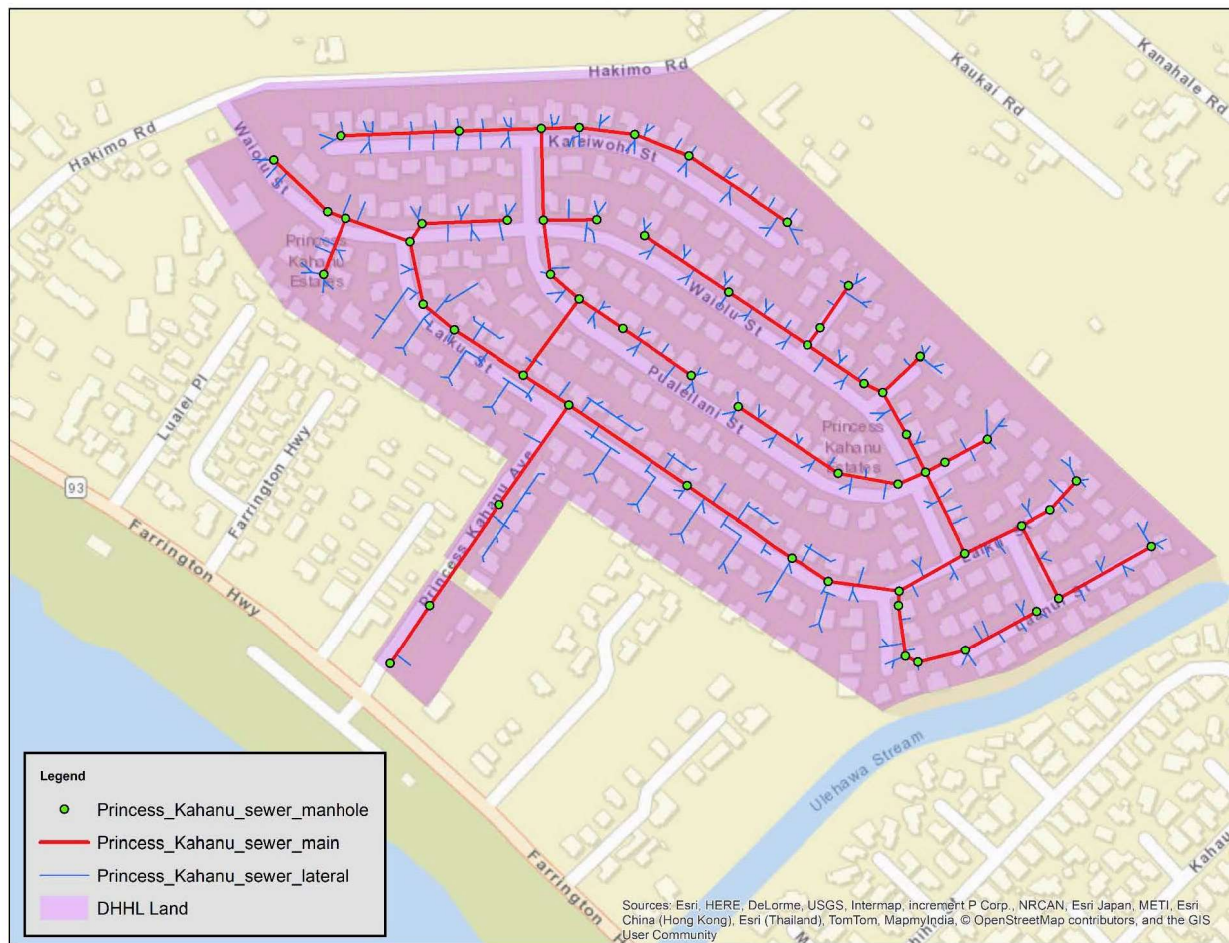 Hakimo Rd
Kaukai Rd
Kanahale Rd
Hakimo Rd
Waiolu St
Kaleiwohi St
Princess
Kahanu
Estates
Waiolu St
Laiku St
Pualeilani St
Princess
Kahanu
Estates
Lualei Pl
Farrington Hwy
93
Farrington Hwy
Princess Kahanu Ave
Laiku St
Ulehawa Stream
Farrington
H
Kahau
Legend
Princess_Kahanu_sewer_manhole
Princess_Kahanu_sewer_main
Princess_Kahanu_sewer_lateral
DHHL Land
Sources: Esri, HERE, DeLorme, USGS, Intermap, increment P Corp., NRCAN, Esri Japan, METI, Esri
China (Hong Kong), Esri (Thailand), TomTom, MapmyIndia, © OpenStreetMap contributors, and the GIS
User Community